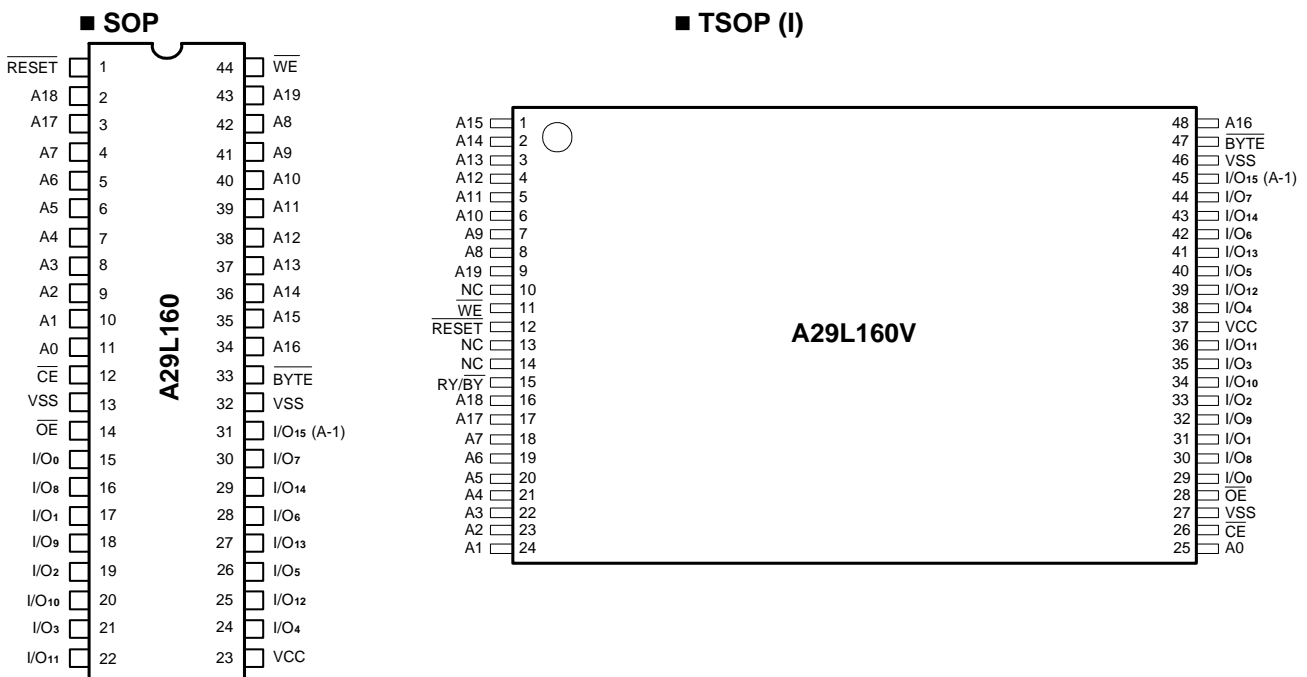 ■ SOP
RESET 1 44 WE
A18 2 43 A19
A17 3 42 A8
A7 4 41 A9
A6 5 40 A10
A5 6 39 A11
A4 7 38 A12
A3 8 37 A13
A2 9 36 A14
A1 10 35 A15
A0 11 34 A16
CE 12 33 BYTE
VSS 13 32 VSS
OE 14 31 I/O15 (A-1)
I/O0 15 30 I/O7
I/O8 16 29 I/O14
I/O1 17 28 I/O6
I/O9 18 27 I/O13
I/O2 19 26 I/O5
I/O10 20 25 I/O12
I/O3 21 24 I/O4
I/O11 22 23 VCC
A29L160
■ TSOP (I)
A15 1 48 A16
A14 2 47 BYTE
A13 3 46 VSS
A12 4 45 I/O15 (A-1)
A11 5 44 I/O7
A10 6 43 I/O14
A9 7 42 I/O6
A8 8 41 I/O13
A19 9 40 I/O5
NC 10 39 I/O12
WE 11 38 I/O4
RESET 12 37 VCC
NC 13 36 I/O11
NC 14 35 I/O3
RY/BY 15 34 I/O10
A18 16 33 I/O2
A17 17 32 I/O9
A7 18 31 I/O1
A6 19 30 I/O8
A5 20 29 I/O0
A4 21 28 OE
A3 22 27 VSS
A2 23 26 CE
A1 24 25 A0
A29L160V